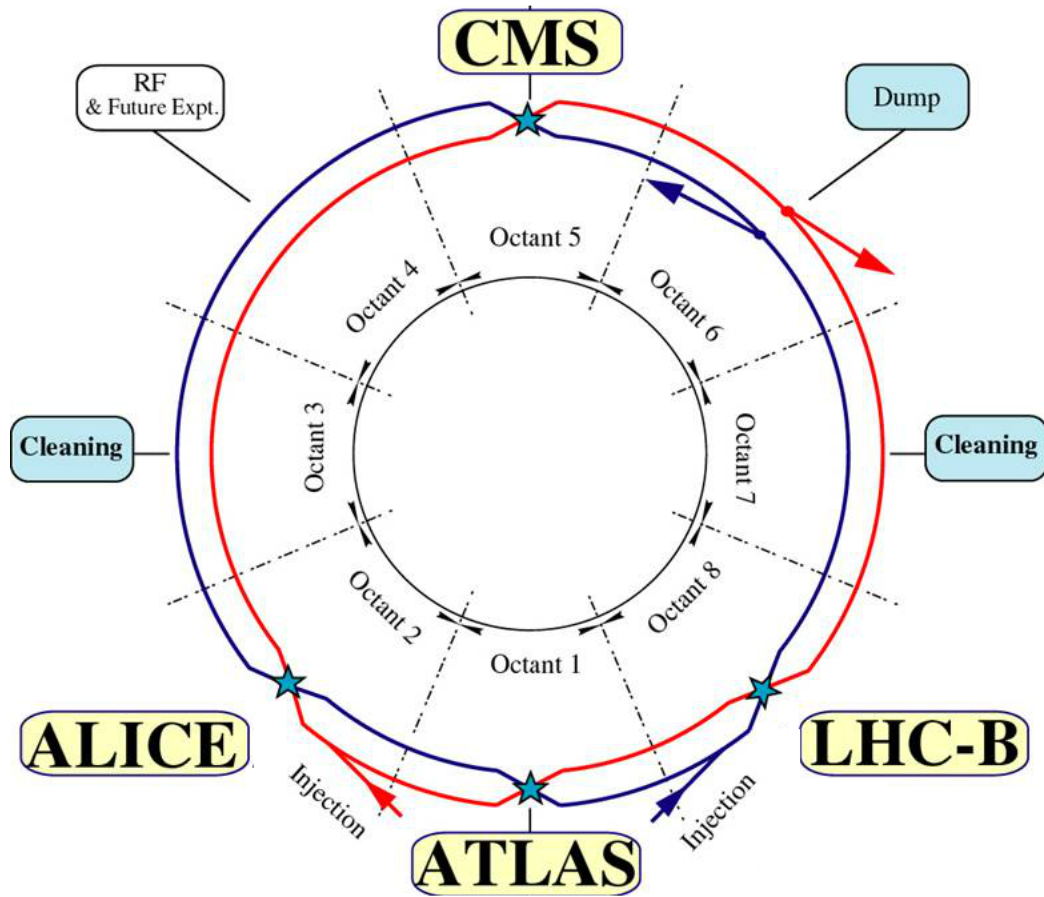 CMS
RF
& Future Expt.
Dump
Octant 5
Octant 4
Octant 6
Cleaning
Octant 3
Octant 7
Cleaning
Octant 2
Octant 8
Octant 1
ALICE
LHC-B
Injection
Injection
ATLAS